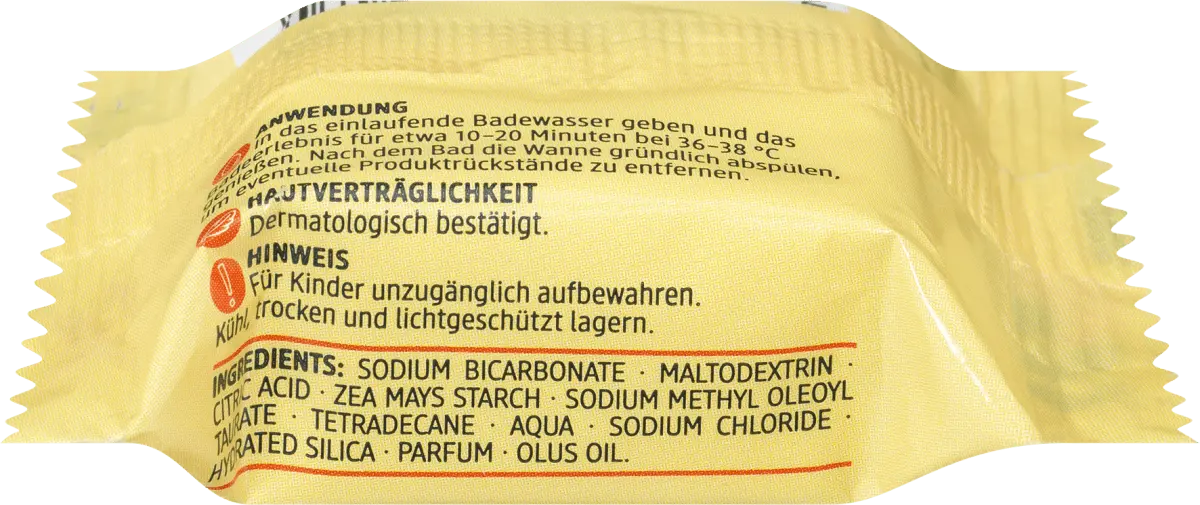 ANWENDUNG
In das einlaufende Badewasser geben und das
Badeerlebnis für etwa 10–20 Minuten bei 36–38 °C
genießen. Nach dem Bad die Wanne gründlich abspülen,
um eventuelle Produktrückstände zu entfernen.
HAUTVERTRÄGLICHKEIT
Dermatologisch bestätigt.
HINWEIS
Für Kinder unzugänglich aufbewahren.
Kühl, trocken und lichtgeschützt lagern.
INGREDIENTS: SODIUM BICARBONATE · MALTODEXTRIN ·
CITRIC ACID · ZEA MAYS STARCH · SODIUM METHYL OLEOYL
TAURATE · TETRADECANE · AQUA · SODIUM CHLORIDE ·
HYDRATED SILICA · PARFUM · OLUS OIL.